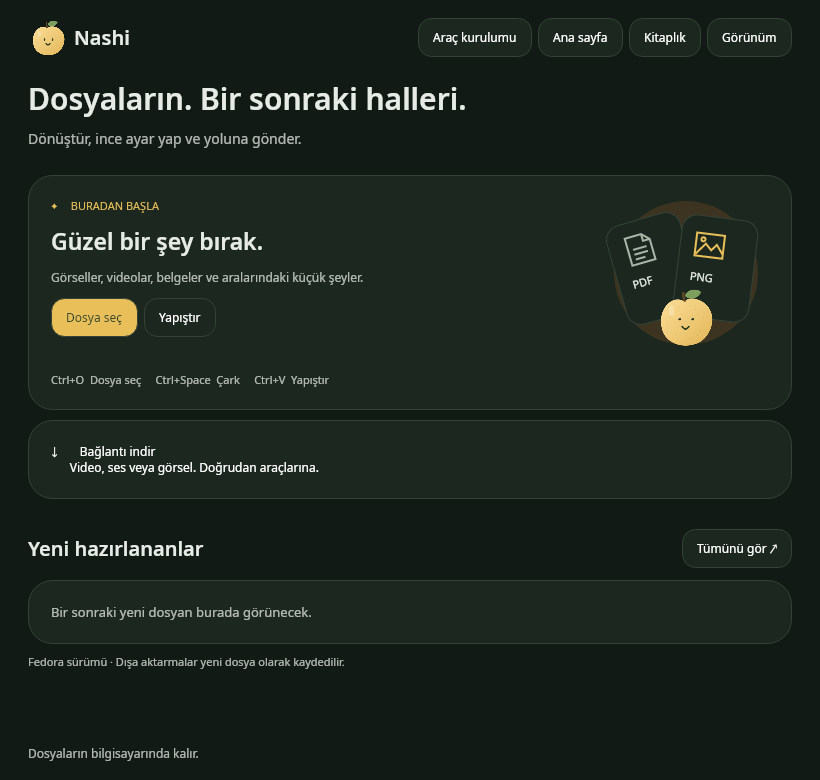 Nashi
Araç kurulumu
Ana sayfa
Kitaplık
Görünüm
Dosyaların. Bir sonraki halleri.
Dönüştür, ince ayar yap ve yoluna gönder.
✦ BURADAN BAŞLA
Güzel bir şey bırak.
Görseller, videolar, belgeler ve aralarındaki küçük şeyler.
Dosya seç
Yapıştır
Ctrl+O Dosya seç Ctrl+Space Çark Ctrl+V Yapıştır
PDF
PNG
↓ Bağlantı indir
Video, ses veya görsel. Doğrudan araçlarına.
Yeni hazırlananlar
Tümünü gör ↗
Bir sonraki yeni dosyan burada görünecek.
Fedora sürümü · Dışa aktarmalar yeni dosya olarak kaydedilir.
Dosyaların bilgisayarında kalır.